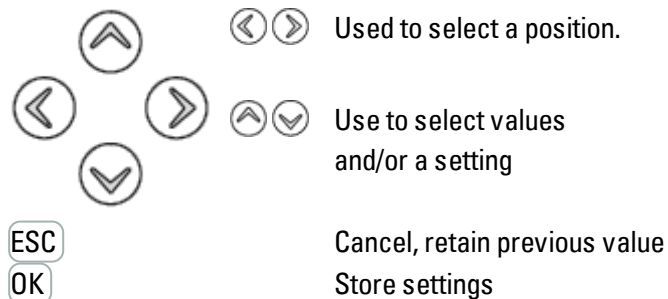 Used to select a position.
Use to select values
and/or a setting
ESC Cancel, retain previous value
OK Store settings